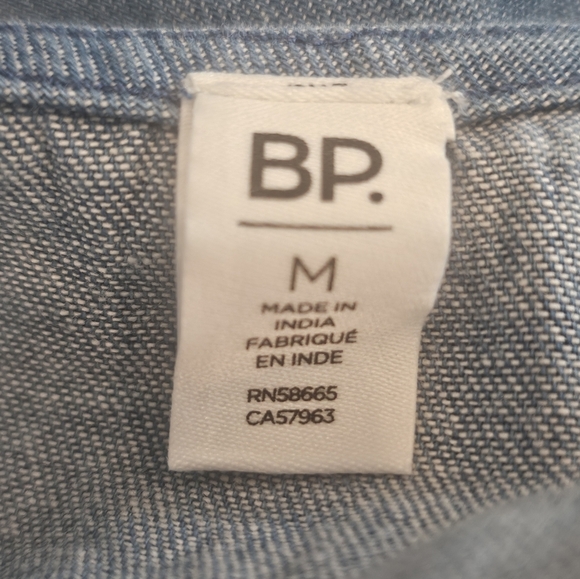 BP.
M
MADE IN
INDIA
FABRIQUÉ
EN INDE
RN58665
CA57963